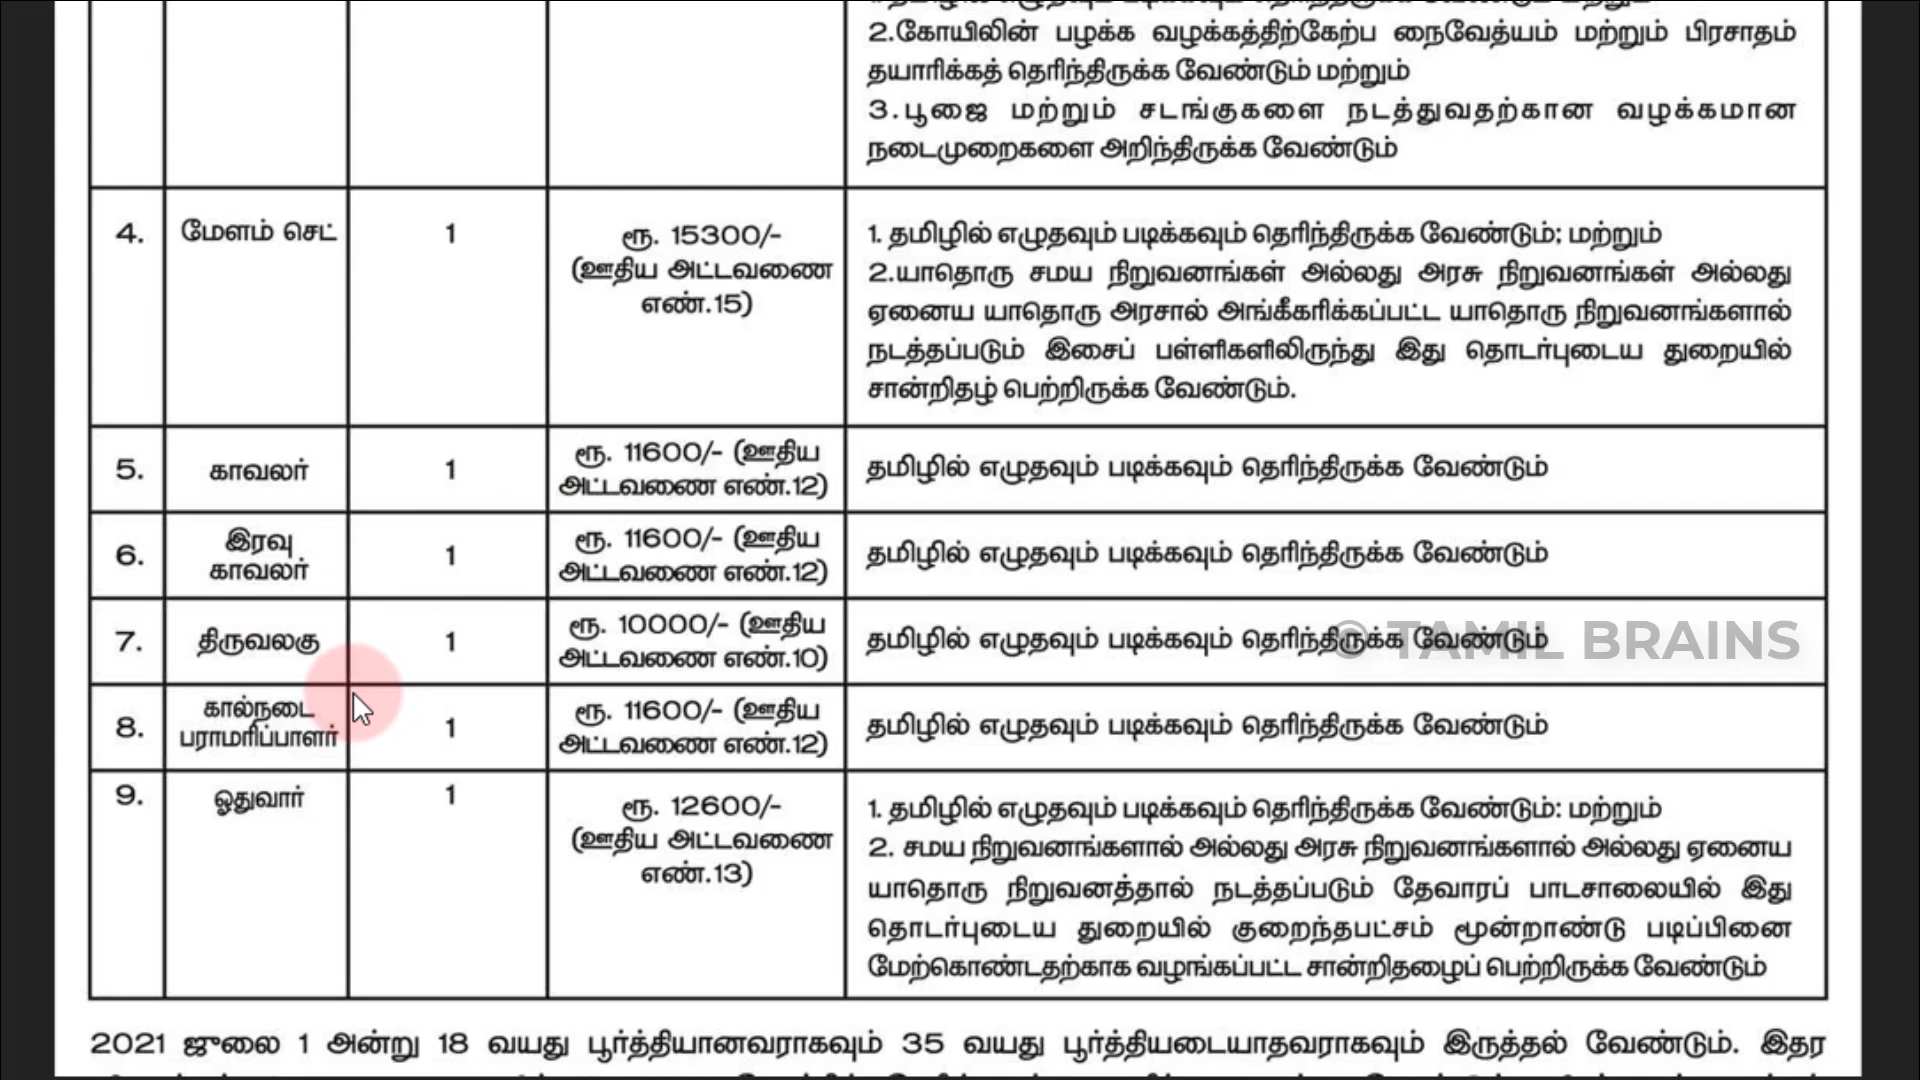 2.கோயிலின் பழக்க வழக்கத்திற்கேற்ப நைவேத்யம் மற்றும் பிரசாதம்
தயாரிக்கத் தெரிந்திருக்க வேண்டும் மற்றும்
3.பூஜை மற்றும் சடங்குகளை நடத்துவதற்கான வழக்கமான
நடைமுறைகளை அறிந்திருக்க வேண்டும்
4.
மேளம் செட்
1
ரூ. 15300/-
(ஊதிய அட்டவணை
எண்.15)
1. தமிழில் எழுதவும் படிக்கவும் தெரிந்திருக்க வேண்டும்; மற்றும்
2.யாதொரு சமய நிறுவனங்கள் அல்லது அரசு நிறுவனங்கள் அல்லது
ஏனைய யாதொரு அரசால் அங்கீகரிக்கப்பட்ட யாதொரு நிறுவனங்களால்
நடத்தப்படும் இசைப் பள்ளிகளிலிருந்து இது தொடர்புடைய துறையில்
சான்றிதழ் பெற்றிருக்க வேண்டும்.
5.
காவலர்
1
ரூ. 11600/- (ஊதிய
அட்டவணை எண்.12)
தமிழில் எழுதவும் படிக்கவும் தெரிந்திருக்க வேண்டும்
6.
இரவு
காவலர்
1
ரூ. 11600/- (ஊதிய
அட்டவணை எண்.12)
தமிழில் எழுதவும் படிக்கவும் தெரிந்திருக்க வேண்டும்
7.
திருவலகு
1
ரூ. 10000/- (ஊதிய
அட்டவணை எண்.10)
தமிழில் எழுதவும் படிக்கவும் தெரிந்திருக்க வேண்டும்
© TAMIL BRAINS
8.
கால்நடை
பராமரிப்பாளர்
1
ரூ. 11600/- (ஊதிய
அட்டவணை எண்.12)
தமிழில் எழுதவும் படிக்கவும் தெரிந்திருக்க வேண்டும்
9.
ஓதுவார்
1
ரூ. 12600/-
(ஊதிய அட்டவணை
எண்.13)
1. தமிழில் எழுதவும் படிக்கவும் தெரிந்திருக்க வேண்டும்: மற்றும்
2. சமய நிறுவனங்களால் அல்லது அரசு நிறுவனங்களால் அல்லது ஏனைய
யாதொரு நிறுவனத்தால் நடத்தப்படும் தேவாரப் பாடசாலையில் இது
தொடர்புடைய துறையில் குறைந்தபட்சம் மூன்றாண்டு படிப்பினை
மேற்கொண்டதற்காக வழங்கப்பட்ட சான்றிதழைப் பெற்றிருக்க வேண்டும்
2021 ஜுலை 1 அன்று 18 வயது பூர்த்தியானவராகவும் 35 வயது பூர்த்தியடையாதவராகவும் இருத்தல் வேண்டும். இதர